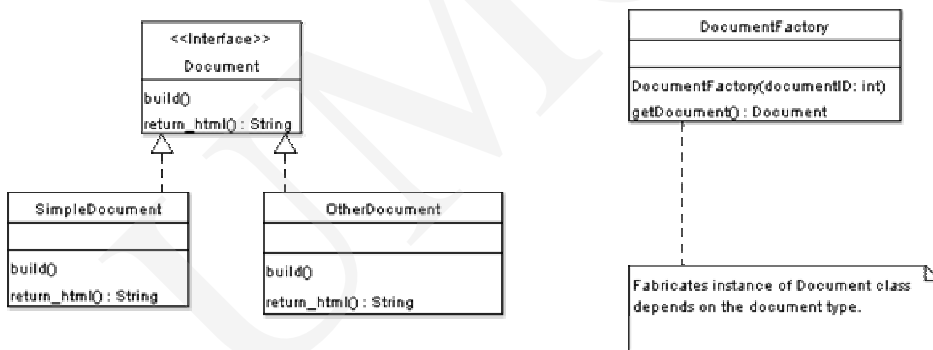 <<Interface>>
Document
build()
return_html() : String
SimpleDocument
build()
return_html() : String
OtherDocument
build()
return_html() : String
DocumentFactory
DocumentFactory(documentID: int)
getDocument() : Document
Fabricates instance of Document class
depends on the document type.